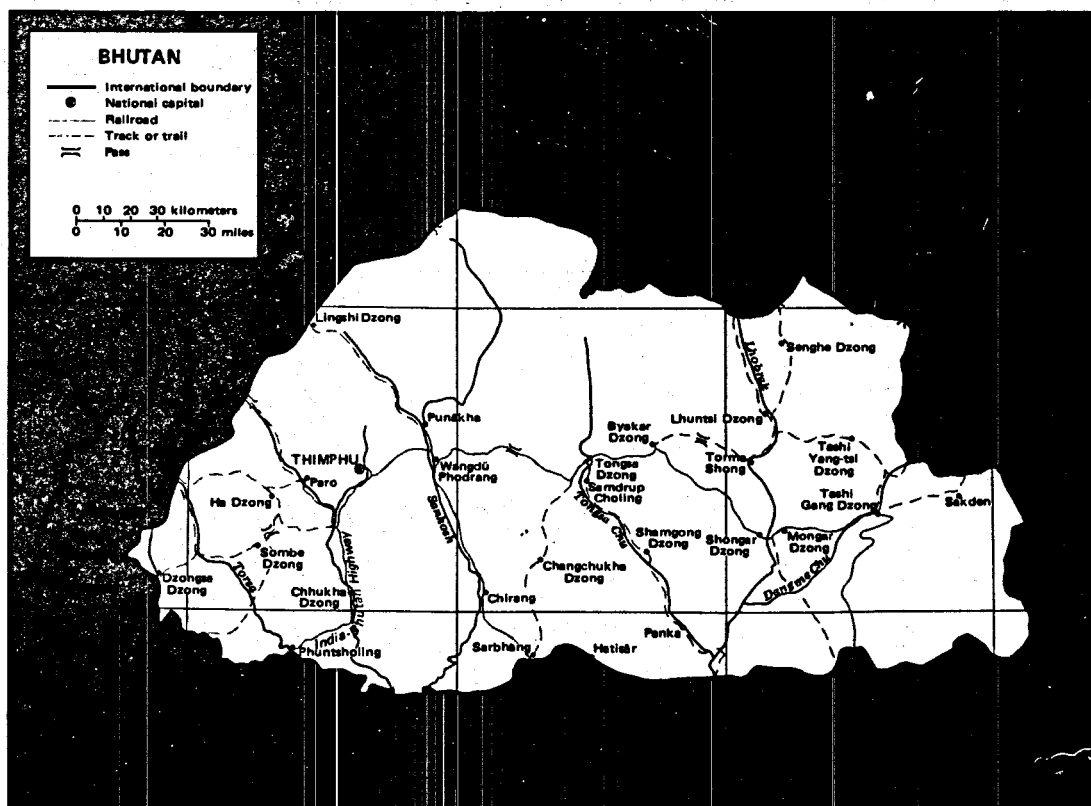 BHUTAN
International boundary
National capital
Railroad
Track or trail
Pass
0 10 20 30 kilometers
0 10 20 30 miles
Lingshi Dzong
Senghe Dzong
Lhobrak
Punakha
Lhuntsi Dzong
Byakar
Dzong
THIMPHU
Wangdü
Phodrang
Torma
Shong
Tashi
Yang-tsi
Dzong
Paro
Tongsa
Dzong
Samdrup
Choling
Ha Dzong
Sankosh
Tongsa Chu
Tashi
Gang Dzong
Sakden
Shamgong
Dzong
Shongar
Dzong
Mongar
Dzong
Sombe
Dzong
Changchukha
Dzong
Dzongsa
Dzong
Torsa
Chhukha
Dzong
India-Bhutan Highway
Dangme Chu
Chirang
Panka
Phuntsholing
Sarbhang
Hatisar